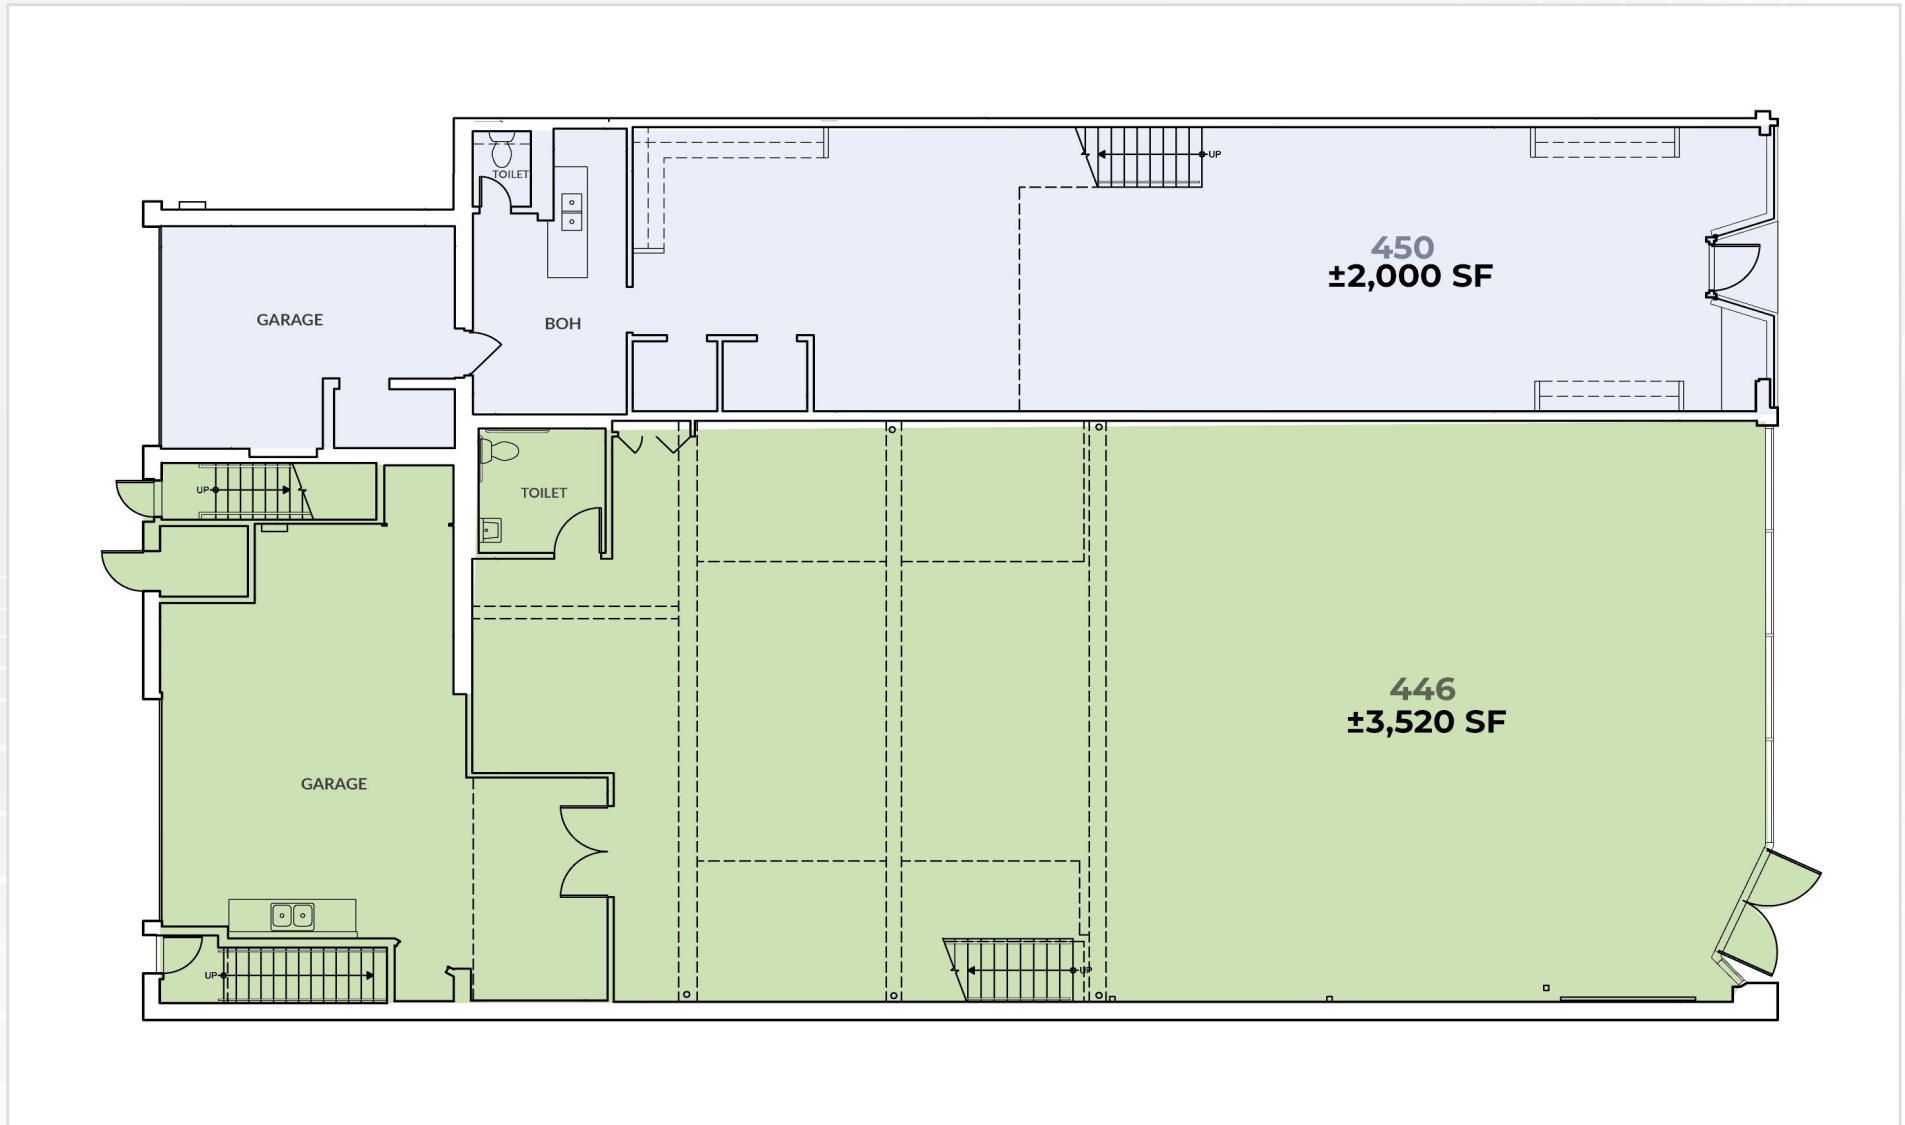 TOILET
UP
450
±2,000 SF
GARAGE
BOH
UP
TOILET
446
±3,520 SF
GARAGE
UP
UP